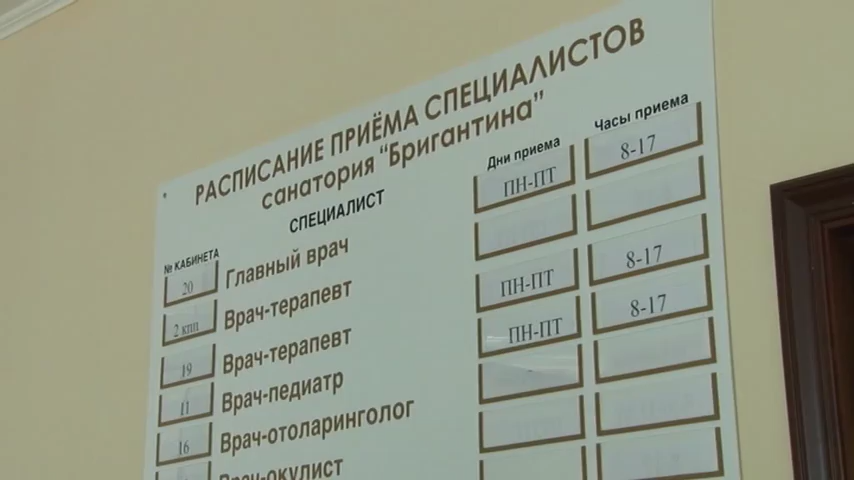 РАСПИСАНИЕ ПРИЁМА СПЕЦИАЛИСТОВ
санатория "Бригантина"
№ КАБИНЕТА СПЕЦИАЛИСТ Дни приема Часы приема
20 Главный врач ПН-ПТ 8-17
2 кпп Врач-терапевт
19 Врач-терапевт ПН-ПТ 8-17
11 Врач-педиатр ПН-ПТ 8-17
16 Врач-отоларинголог
Врач-окулист